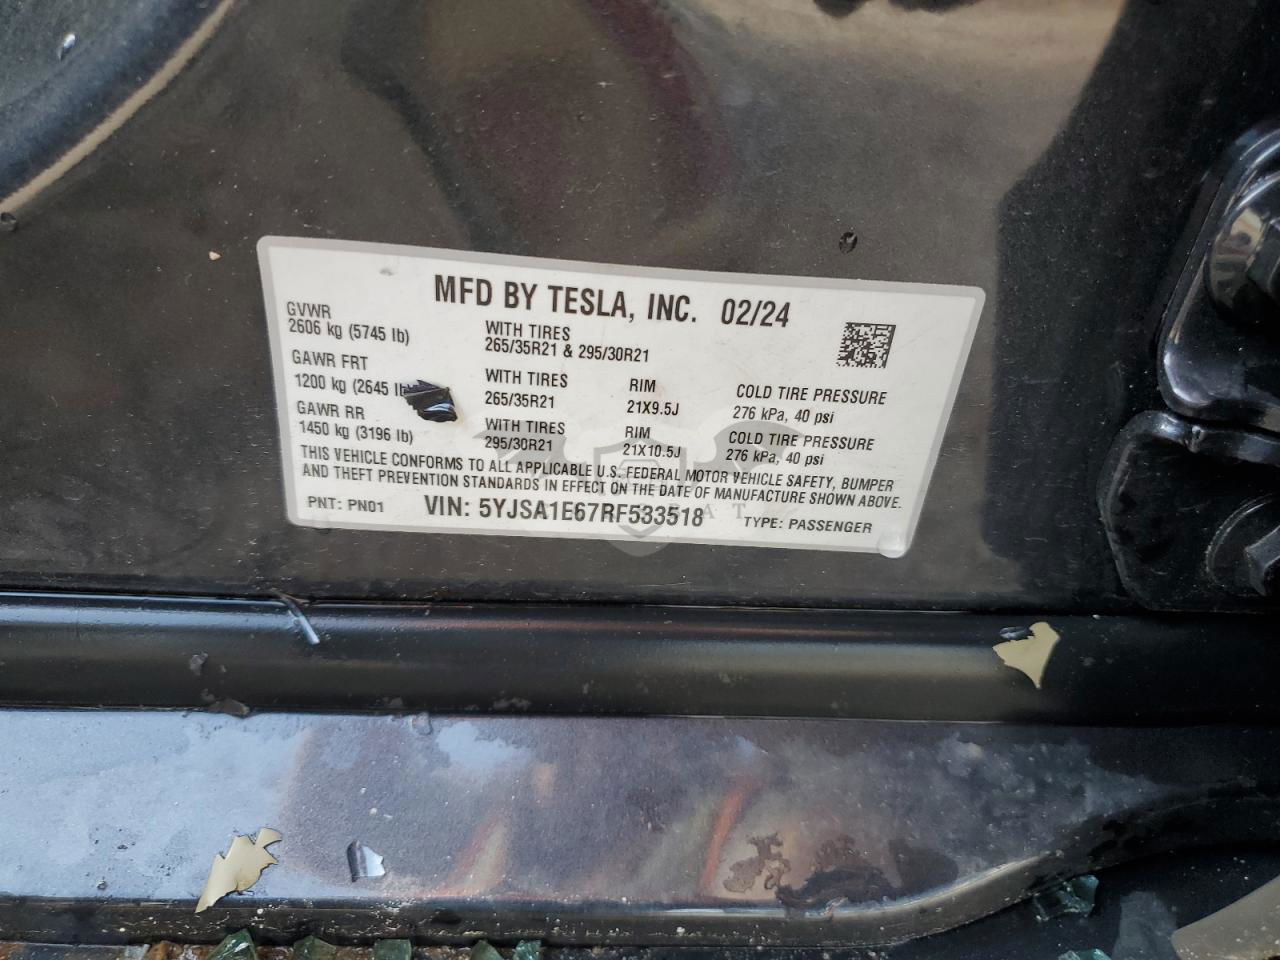 MFD BY TESLA, INC. 02/24
GVWR
2606 kg (5745 lb)
WITH TIRES
265/35R21 & 295/30R21
GAWR FRT
1200 kg (2645 lb
WITH TIRES
265/35R21
RIM
21X9.5J
COLD TIRE PRESSURE
276 kPa, 40 psi
GAWR RR
1450 kg (3196 lb)
WITH TIRES
295/30R21
RIM
21X10.5J
COLD TIRE PRESSURE
276 kPa, 40 psi
THIS VEHICLE CONFORMS TO ALL APPLICABLE U.S. FEDERAL MOTOR VEHICLE SAFETY, BUMPER
AND THEFT PREVENTION STANDARDS IN EFFECT ON THE DATE OF MANUFACTURE SHOWN ABOVE.
PNT: PN01 VIN: 5YJSA1E67RF533518 TYPE: PASSENGER